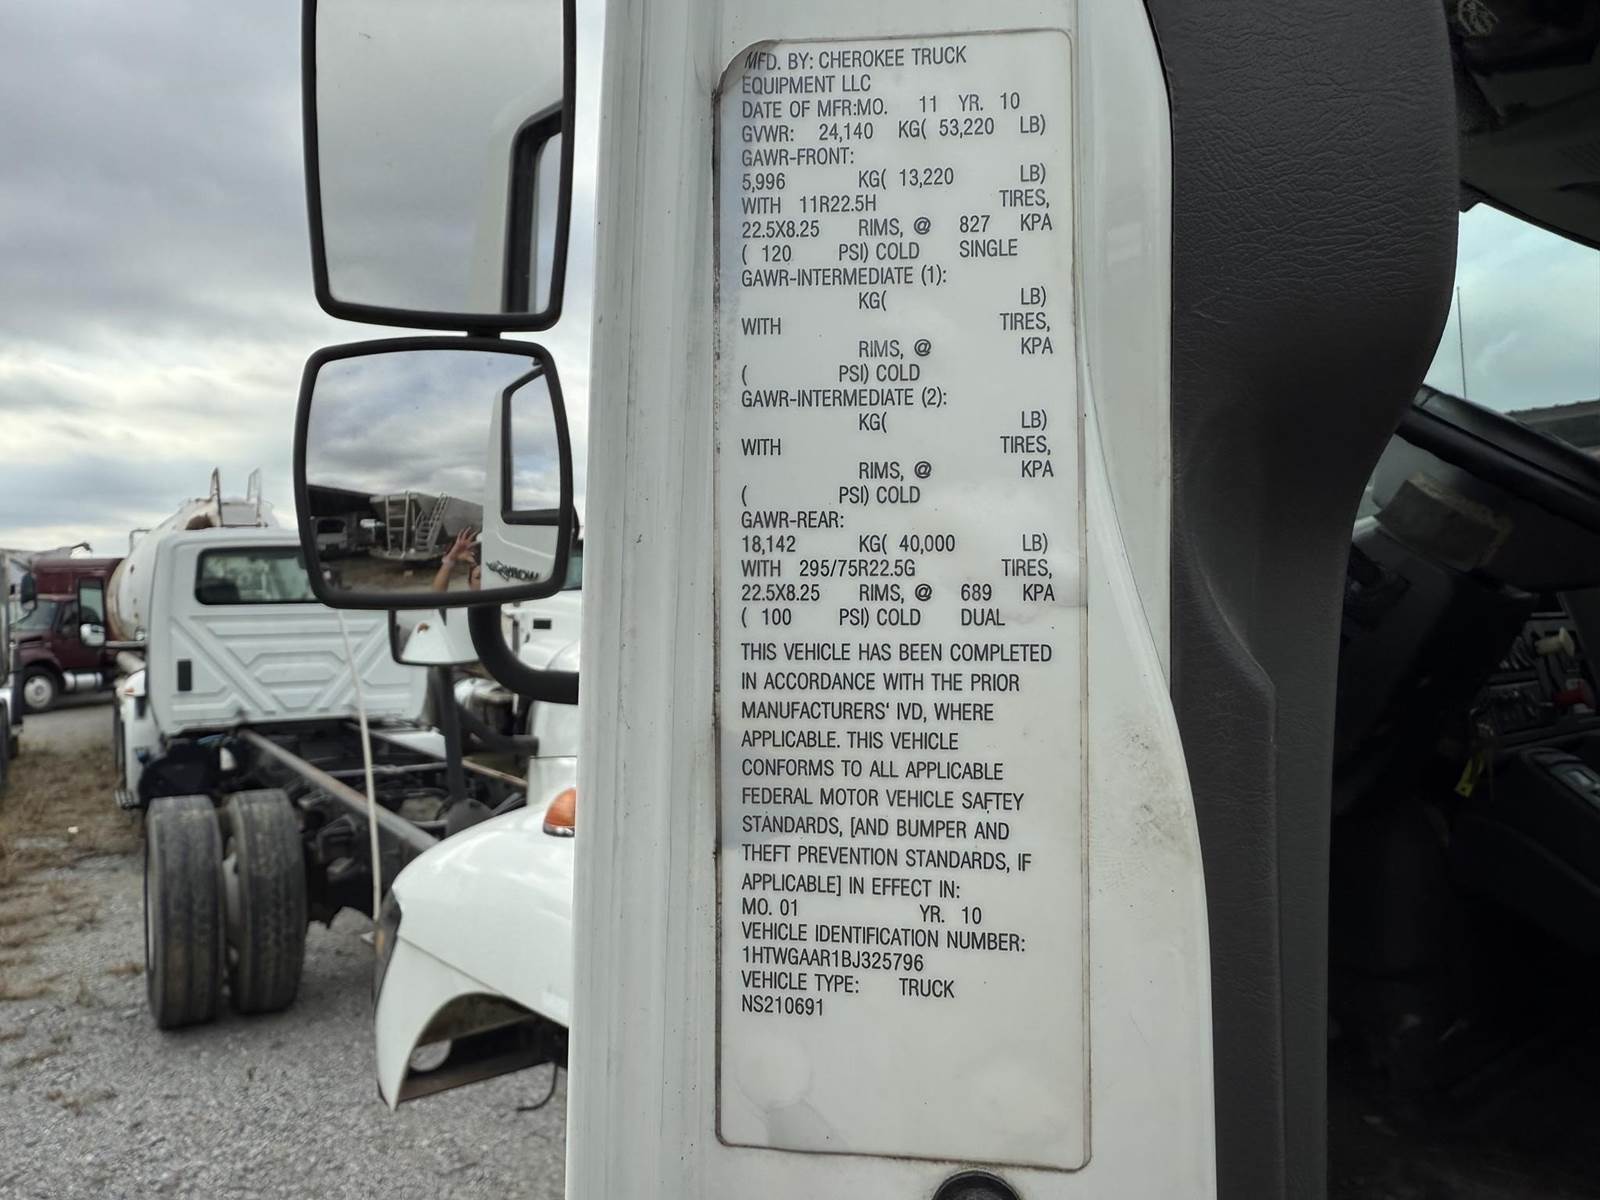 MFD. BY: CHEROKEE TRUCK
EQUIPMENT LLC
DATE OF MFR:MO. 11 YR. 10
GVWR: 24,140 KG( 53,220 LB)
GAWR-FRONT:
5,996 KG( 13,220 LB)
WITH 11R22.5H TIRES,
22.5X8.25 RIMS, @ 827 KPA
( 120 PSI) COLD SINGLE
GAWR-INTERMEDIATE (1):
KG( LB)
WITH TIRES,
RIMS, @ KPA
( PSI) COLD
GAWR-INTERMEDIATE (2):
KG( LB)
WITH TIRES,
RIMS, @ KPA
( PSI) COLD
GAWR-REAR:
18,142 KG( 40,000 LB)
WITH 295/75R22.5G TIRES,
22.5X8.25 RIMS, @ 689 KPA
( 100 PSI) COLD DUAL
THIS VEHICLE HAS BEEN COMPLETED
IN ACCORDANCE WITH THE PRIOR
MANUFACTURERS' IVD, WHERE
APPLICABLE. THIS VEHICLE
CONFORMS TO ALL APPLICABLE
FEDERAL MOTOR VEHICLE SAFTEY
STANDARDS, [AND BUMPER AND
THEFT PREVENTION STANDARDS, IF
APPLICABLE] IN EFFECT IN:
MO. 01 YR. 10
VEHICLE IDENTIFICATION NUMBER:
1HTWGAAR1BJ325796
VEHICLE TYPE: TRUCK
NS210691